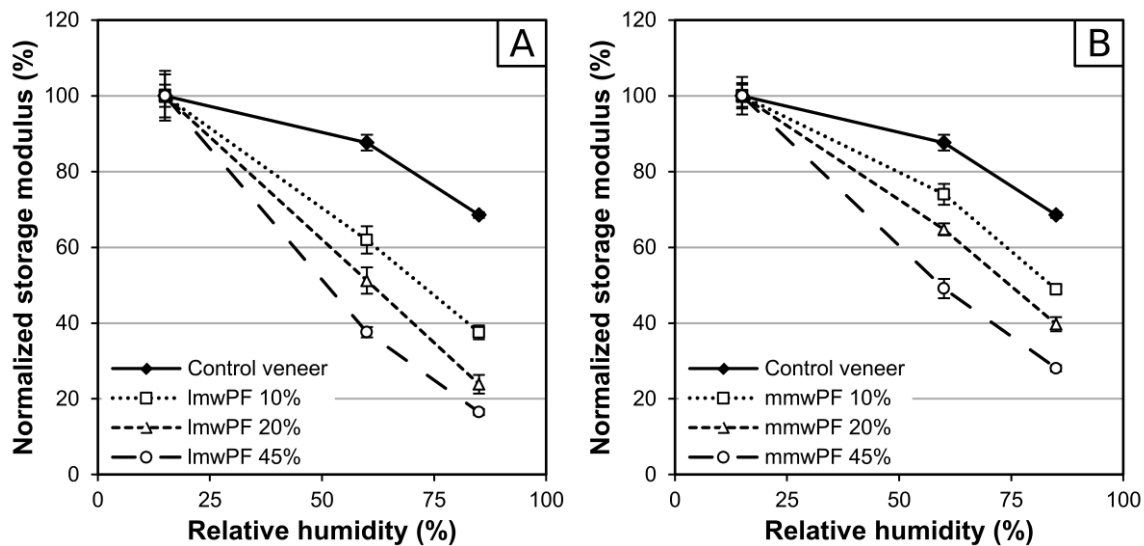 A
Normalized storage modulus (%)
120
100
80
60
40
20
0
Control veneer
lmwPF 10%
lmwPF 20%
lmwPF 45%
0 25 50 75 100
Relative humidity (%)
B
Normalized storage modulus (%)
120
100
80
60
40
20
0
Control veneer
mmwPF 10%
mmwPF 20%
mmwPF 45%
0 25 50 75 100
Relative humidity (%)